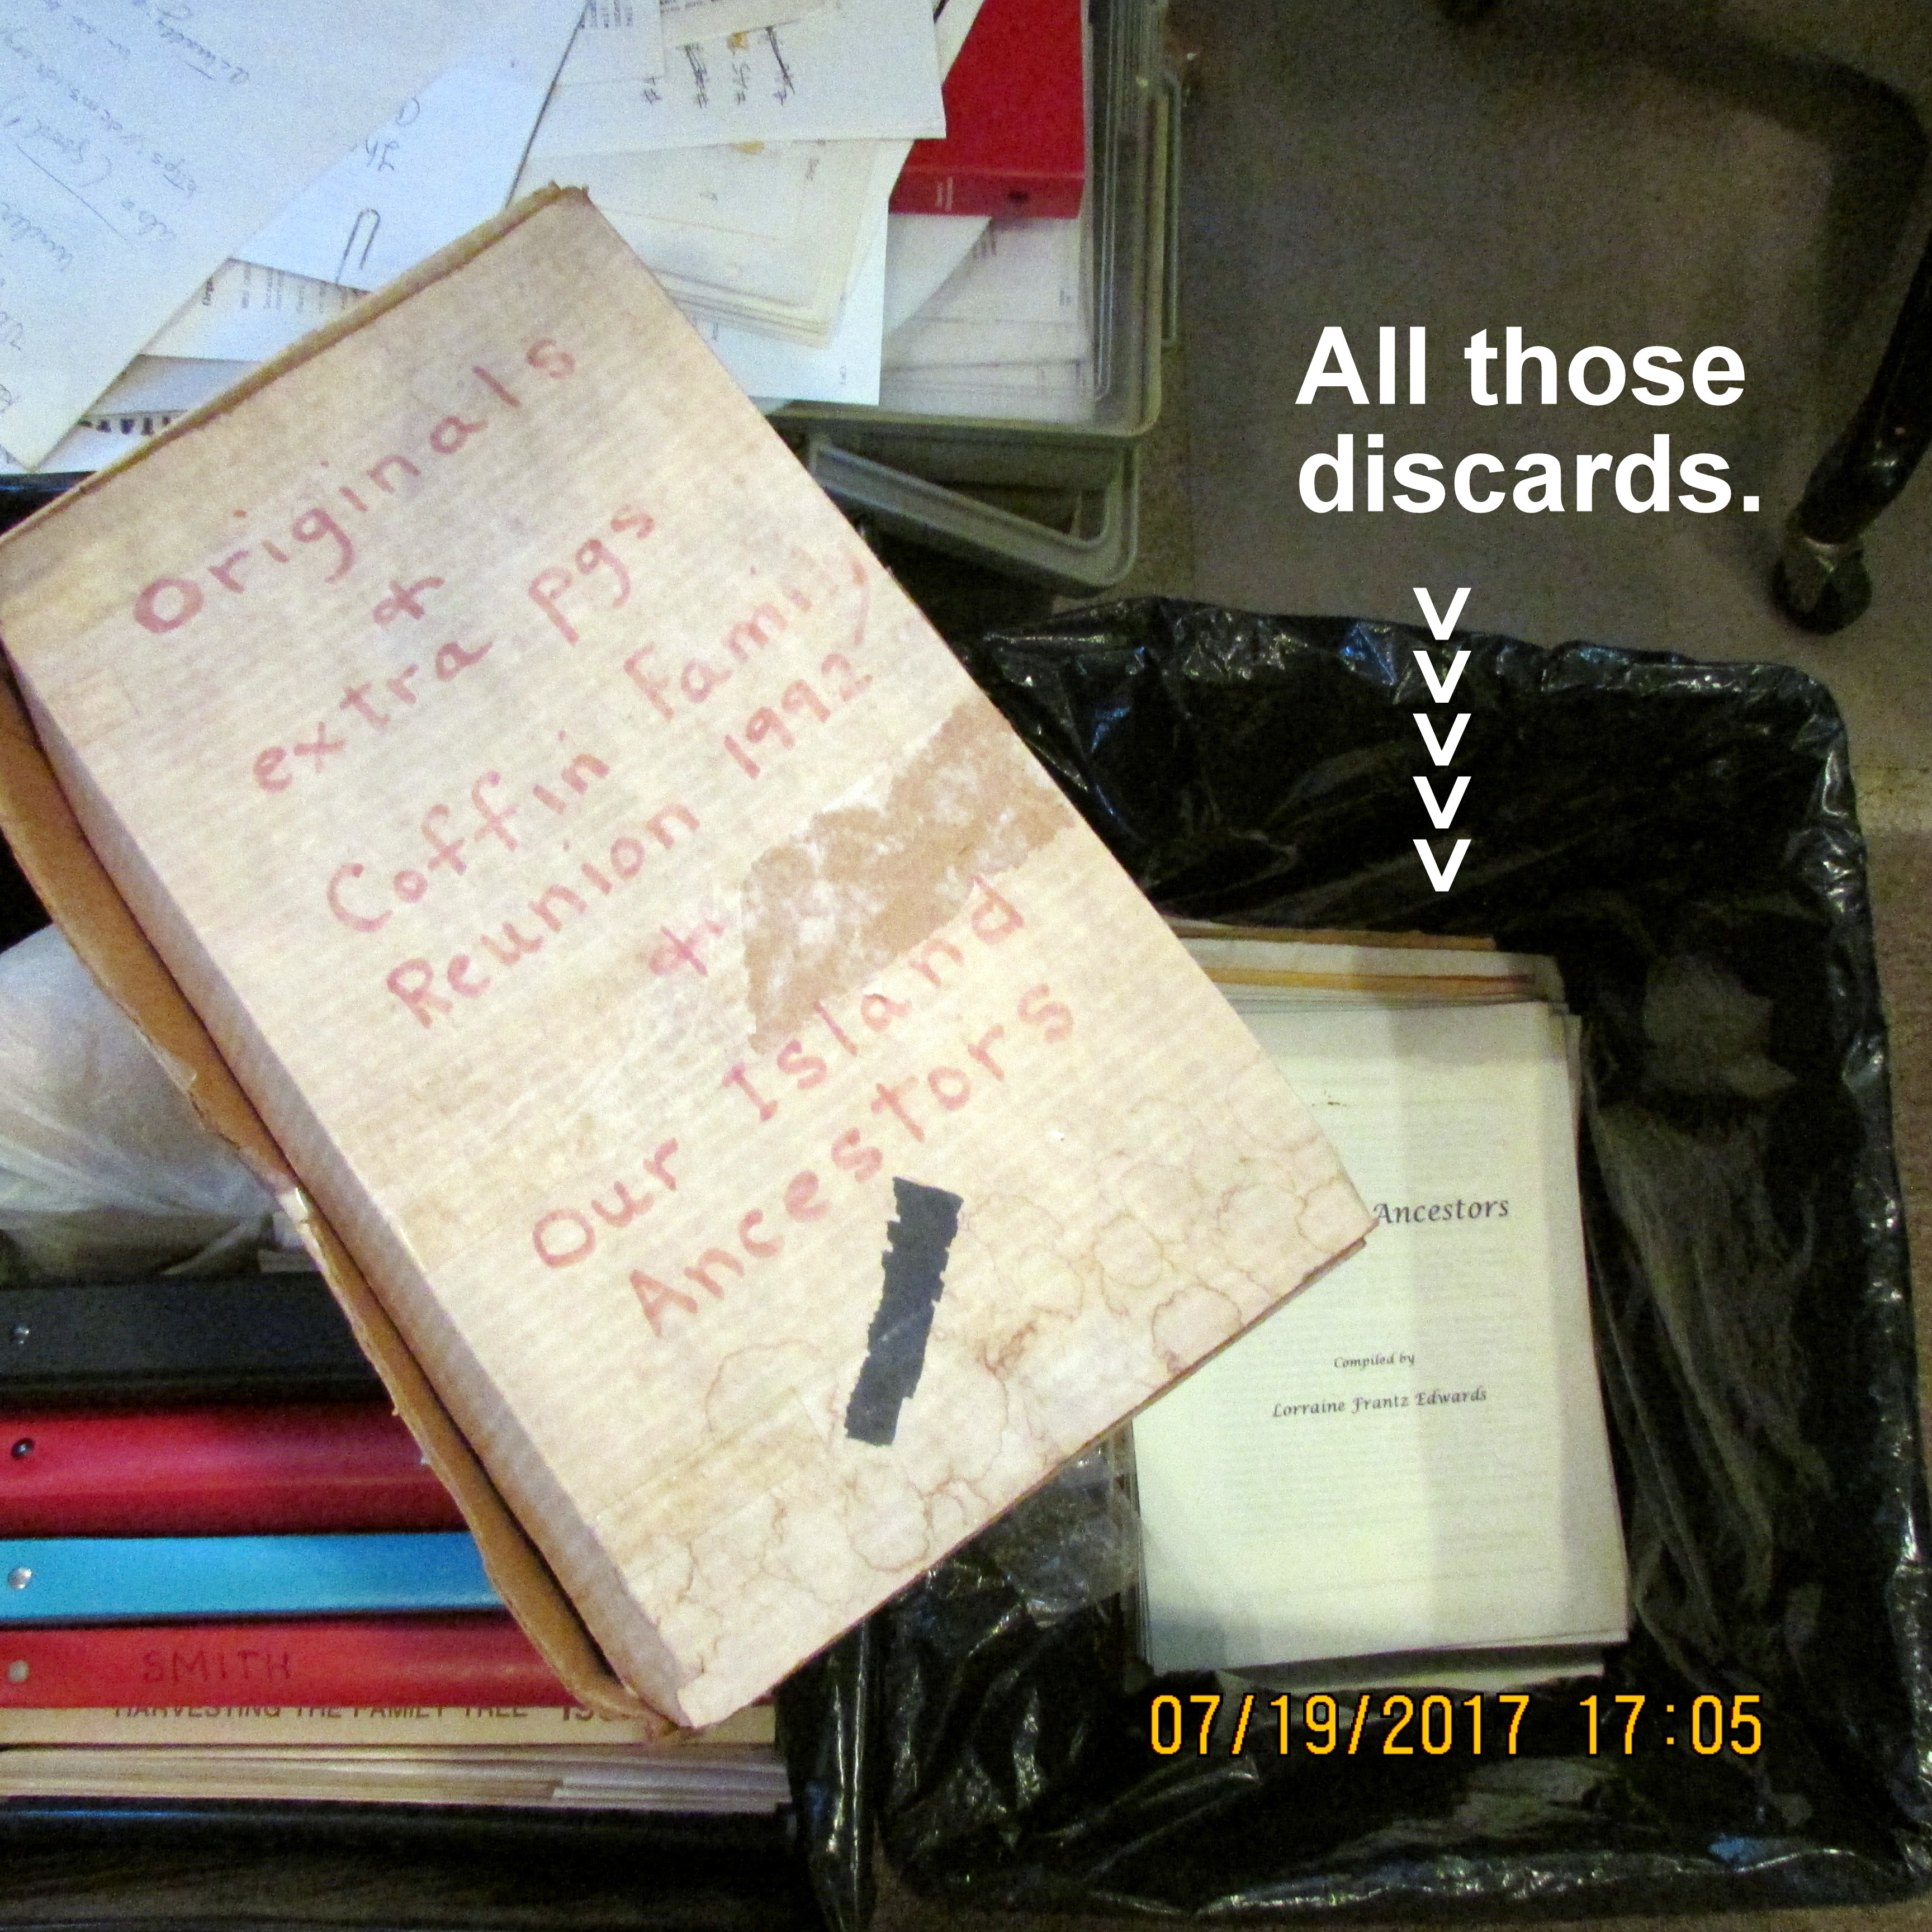 Originals
&
extra pgs
Coffin Family
Reunion 1992
&
Our Island
Ancestors
All those
discards.
V
V
V
V
V
Ancestors
Compiled by
Lorraine Frantz Edwards
SMITH
HARVESTING THE FAMILY TREE
07/19/2017 17:05